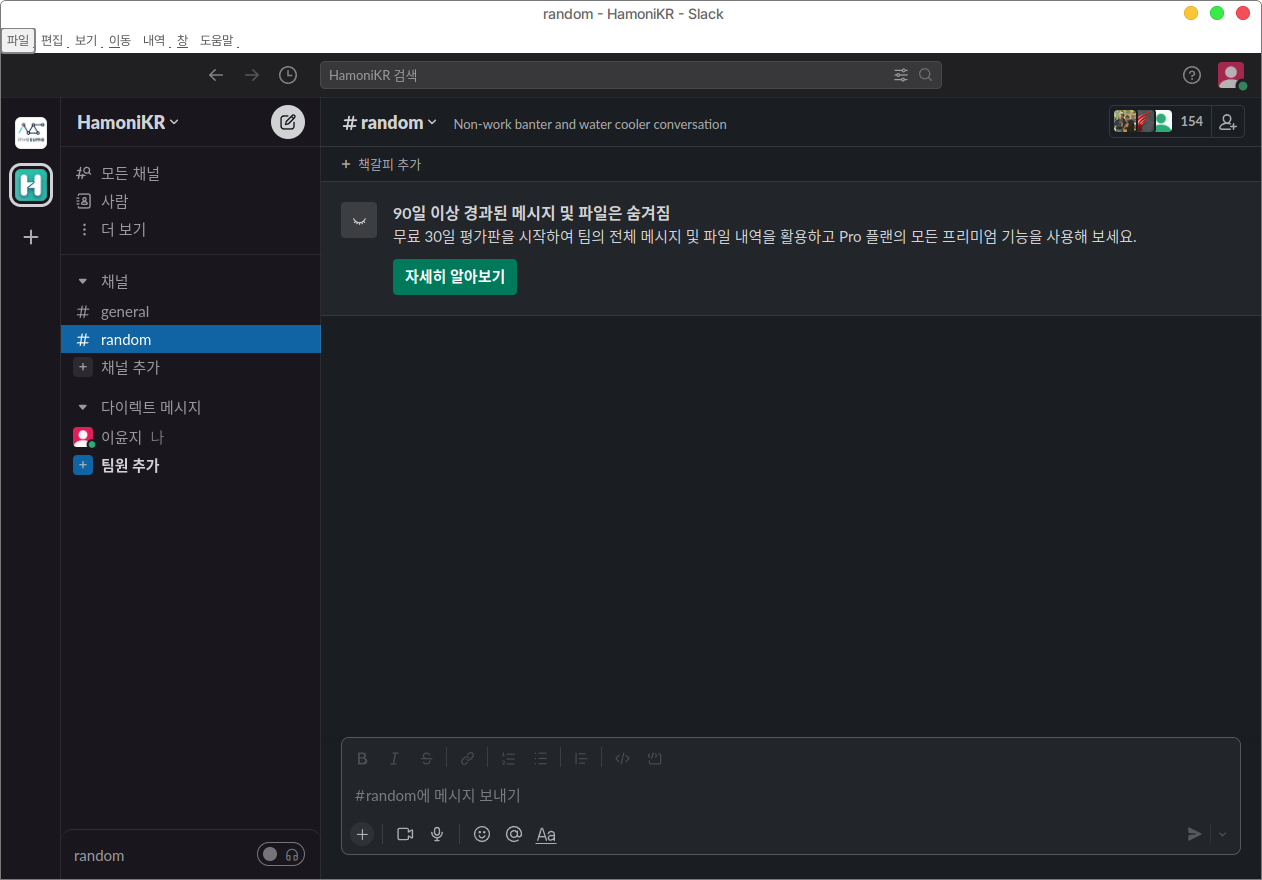 random - HamoniKR - Slack
파일 편집 보기 이동 내역 창 도움말
HamoniKR 검색
HamoniKR
# random
Non-work banter and water cooler conversation
154
+ 책갈피 추가
모든 채널
사람
더 보기
채널
# general
# random
+ 채널 추가
다이렉트 메시지
이윤지 나
+ 팀원 추가
random
90일 이상 경과된 메시지 및 파일은 숨겨짐
무료 30일 평가판을 시작하여 팀의 전체 메시지 및 파일 내역을 활용하고 Pro 플랜의 모든 프리미엄 기능을 사용해 보세요.
자세히 알아보기
#random에 메시지 보내기
Aa